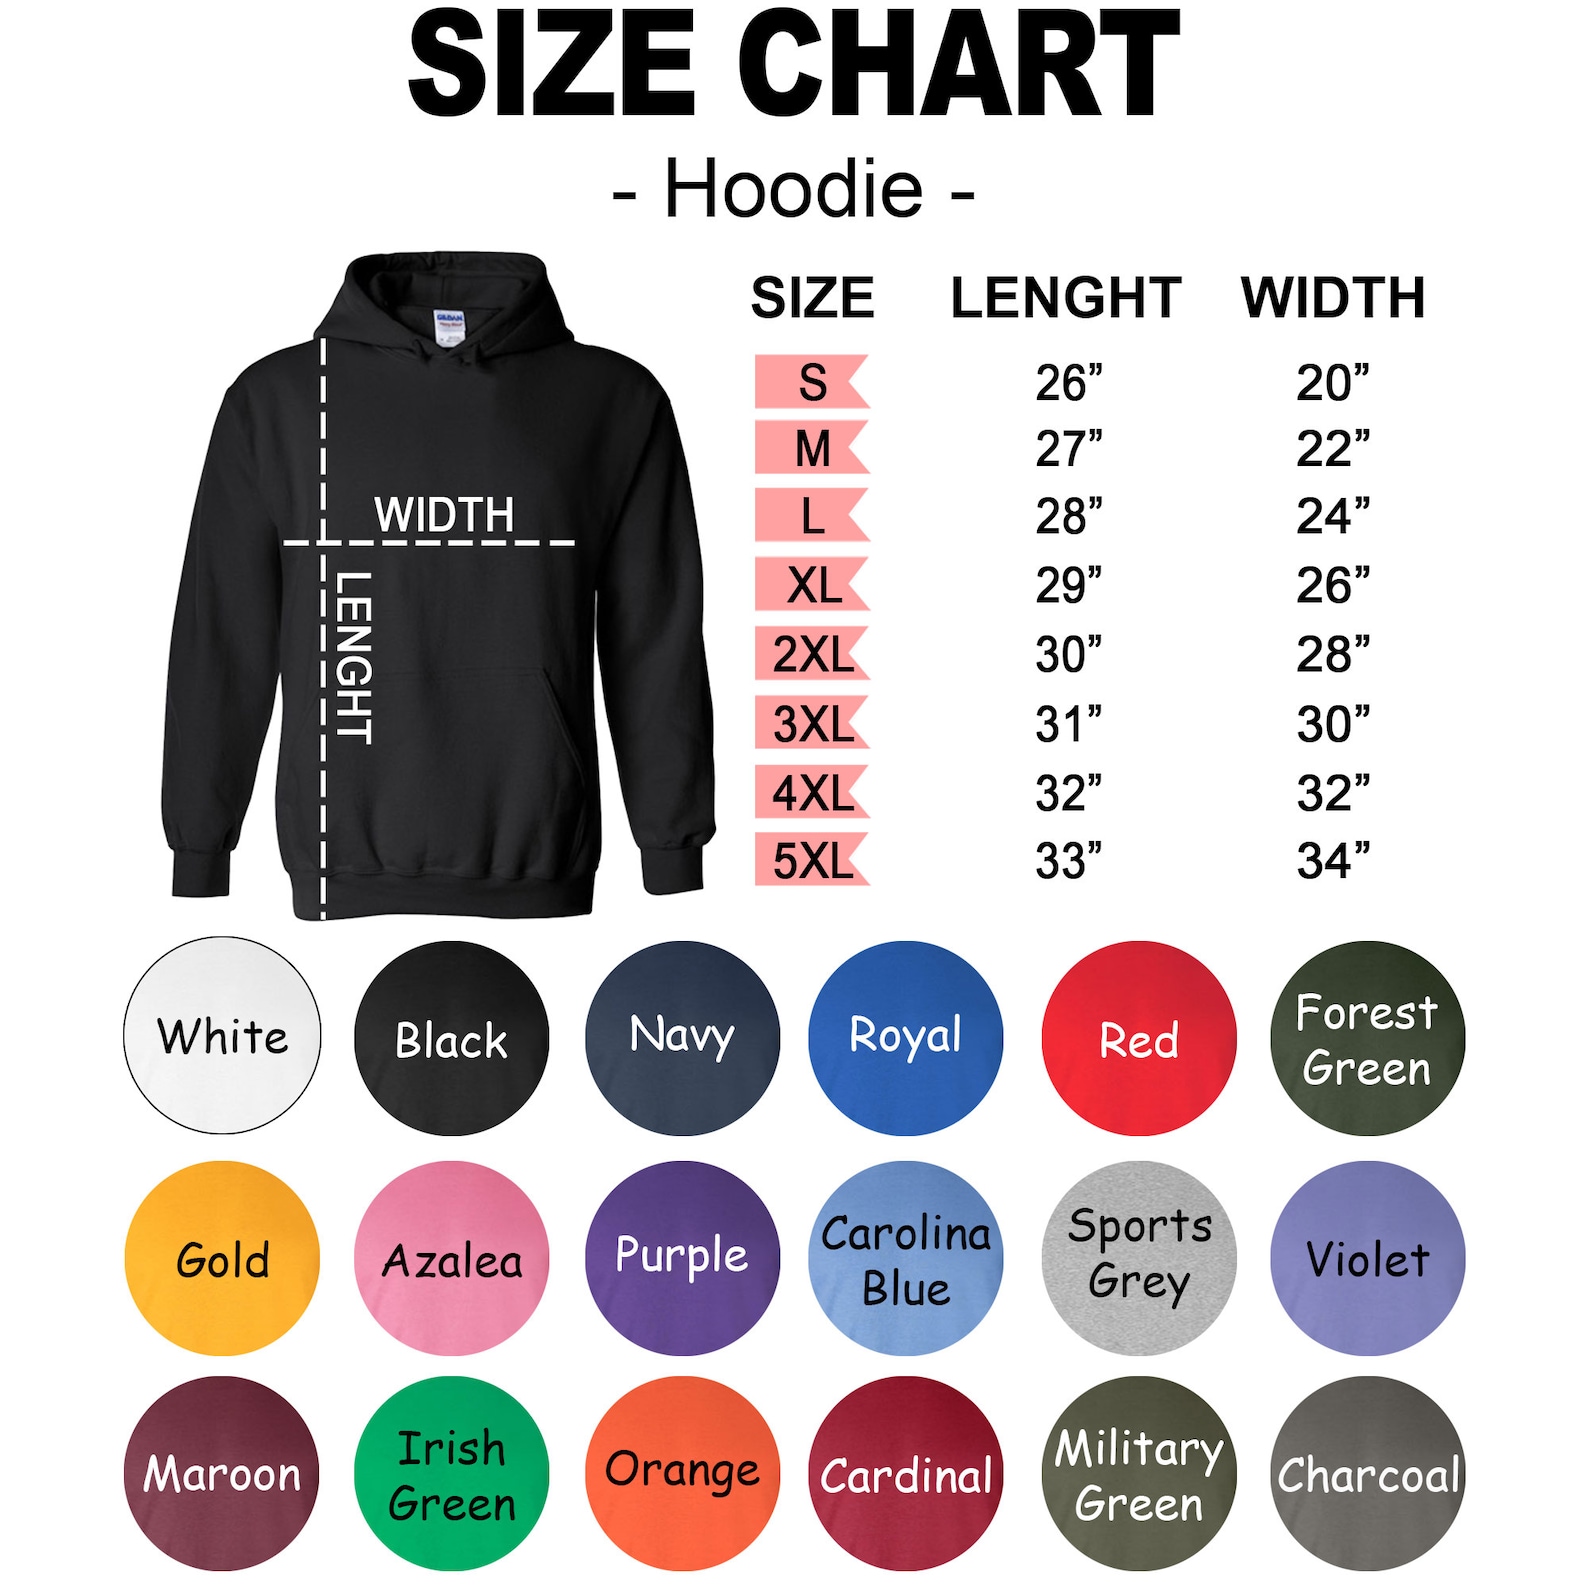 SIZE CHART
- Hoodie -
GILDAN
SIZE LENGHT WIDTH
S 26” 20”
M 27” 22”
L 28” 24”
XL 29” 26”
2XL 30” 28”
3XL 31” 30”
4XL 32” 32”
5XL 33” 34”
WIDTH
LENGHT
White
Black
Navy
Royal
Red
Forest
Green
Gold
Azalea
Purple
Carolina
Blue
Sports
Grey
Violet
Maroon
Irish
Green
Orange
Cardinal
Military
Green
Charcoal